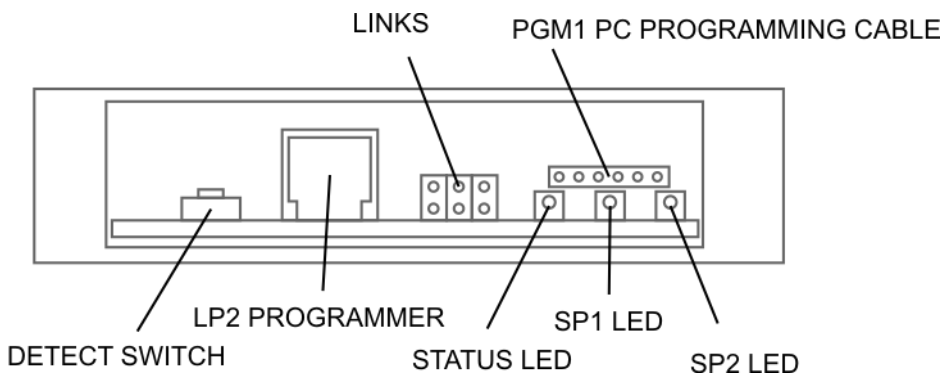 LINKS
PGM1 PC PROGRAMMING CABLE
LP2 PROGRAMMER
SP1 LED
DETECT SWITCH
STATUS LED
SP2 LED